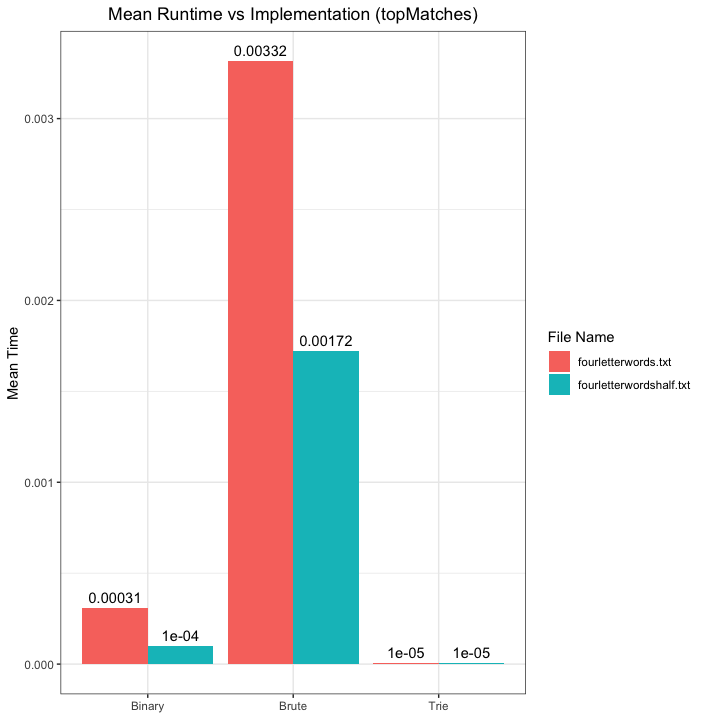 Mean Runtime vs Implementation (topMatches)
0.00332
0.003
0.002
0.00172
0.001
0.00031
1e-04
1e-05
1e-05
0.000
Mean Time
Binary
Brute
Trie
File Name
fourletterwords.txt
fourletterwordshalf.txt